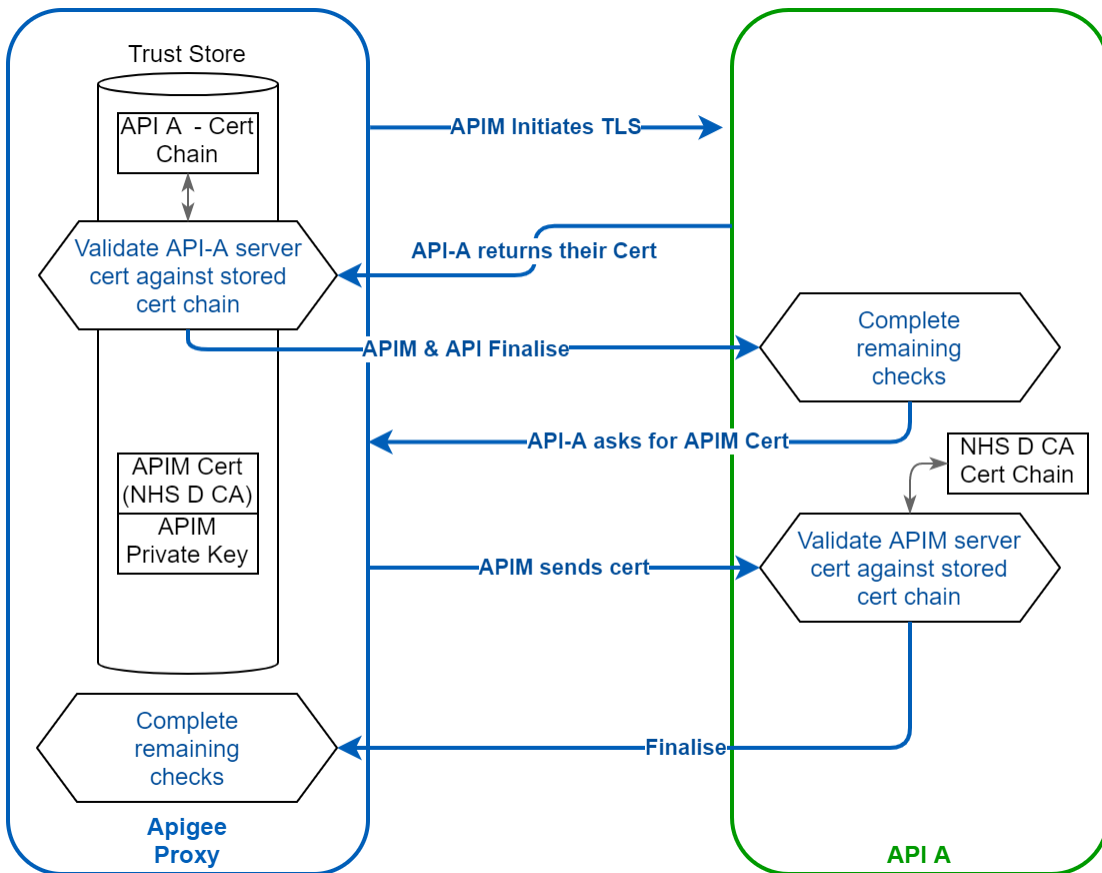 Trust Store
API A  - Cert
Chain
APIM Initiates TLS
Validate API-A server
cert against stored
cert chain
API-A returns their Cert
APIM & API Finalise
Complete
remaining
checks
API-A asks for APIM Cert
NHS D CA
Cert Chain
APIM Cert
(NHS D CA)
APIM
Private Key
APIM sends cert
Validate APIM server
cert against stored
cert chain
Complete
remaining
checks
Finalise
Apigee
Proxy
API A